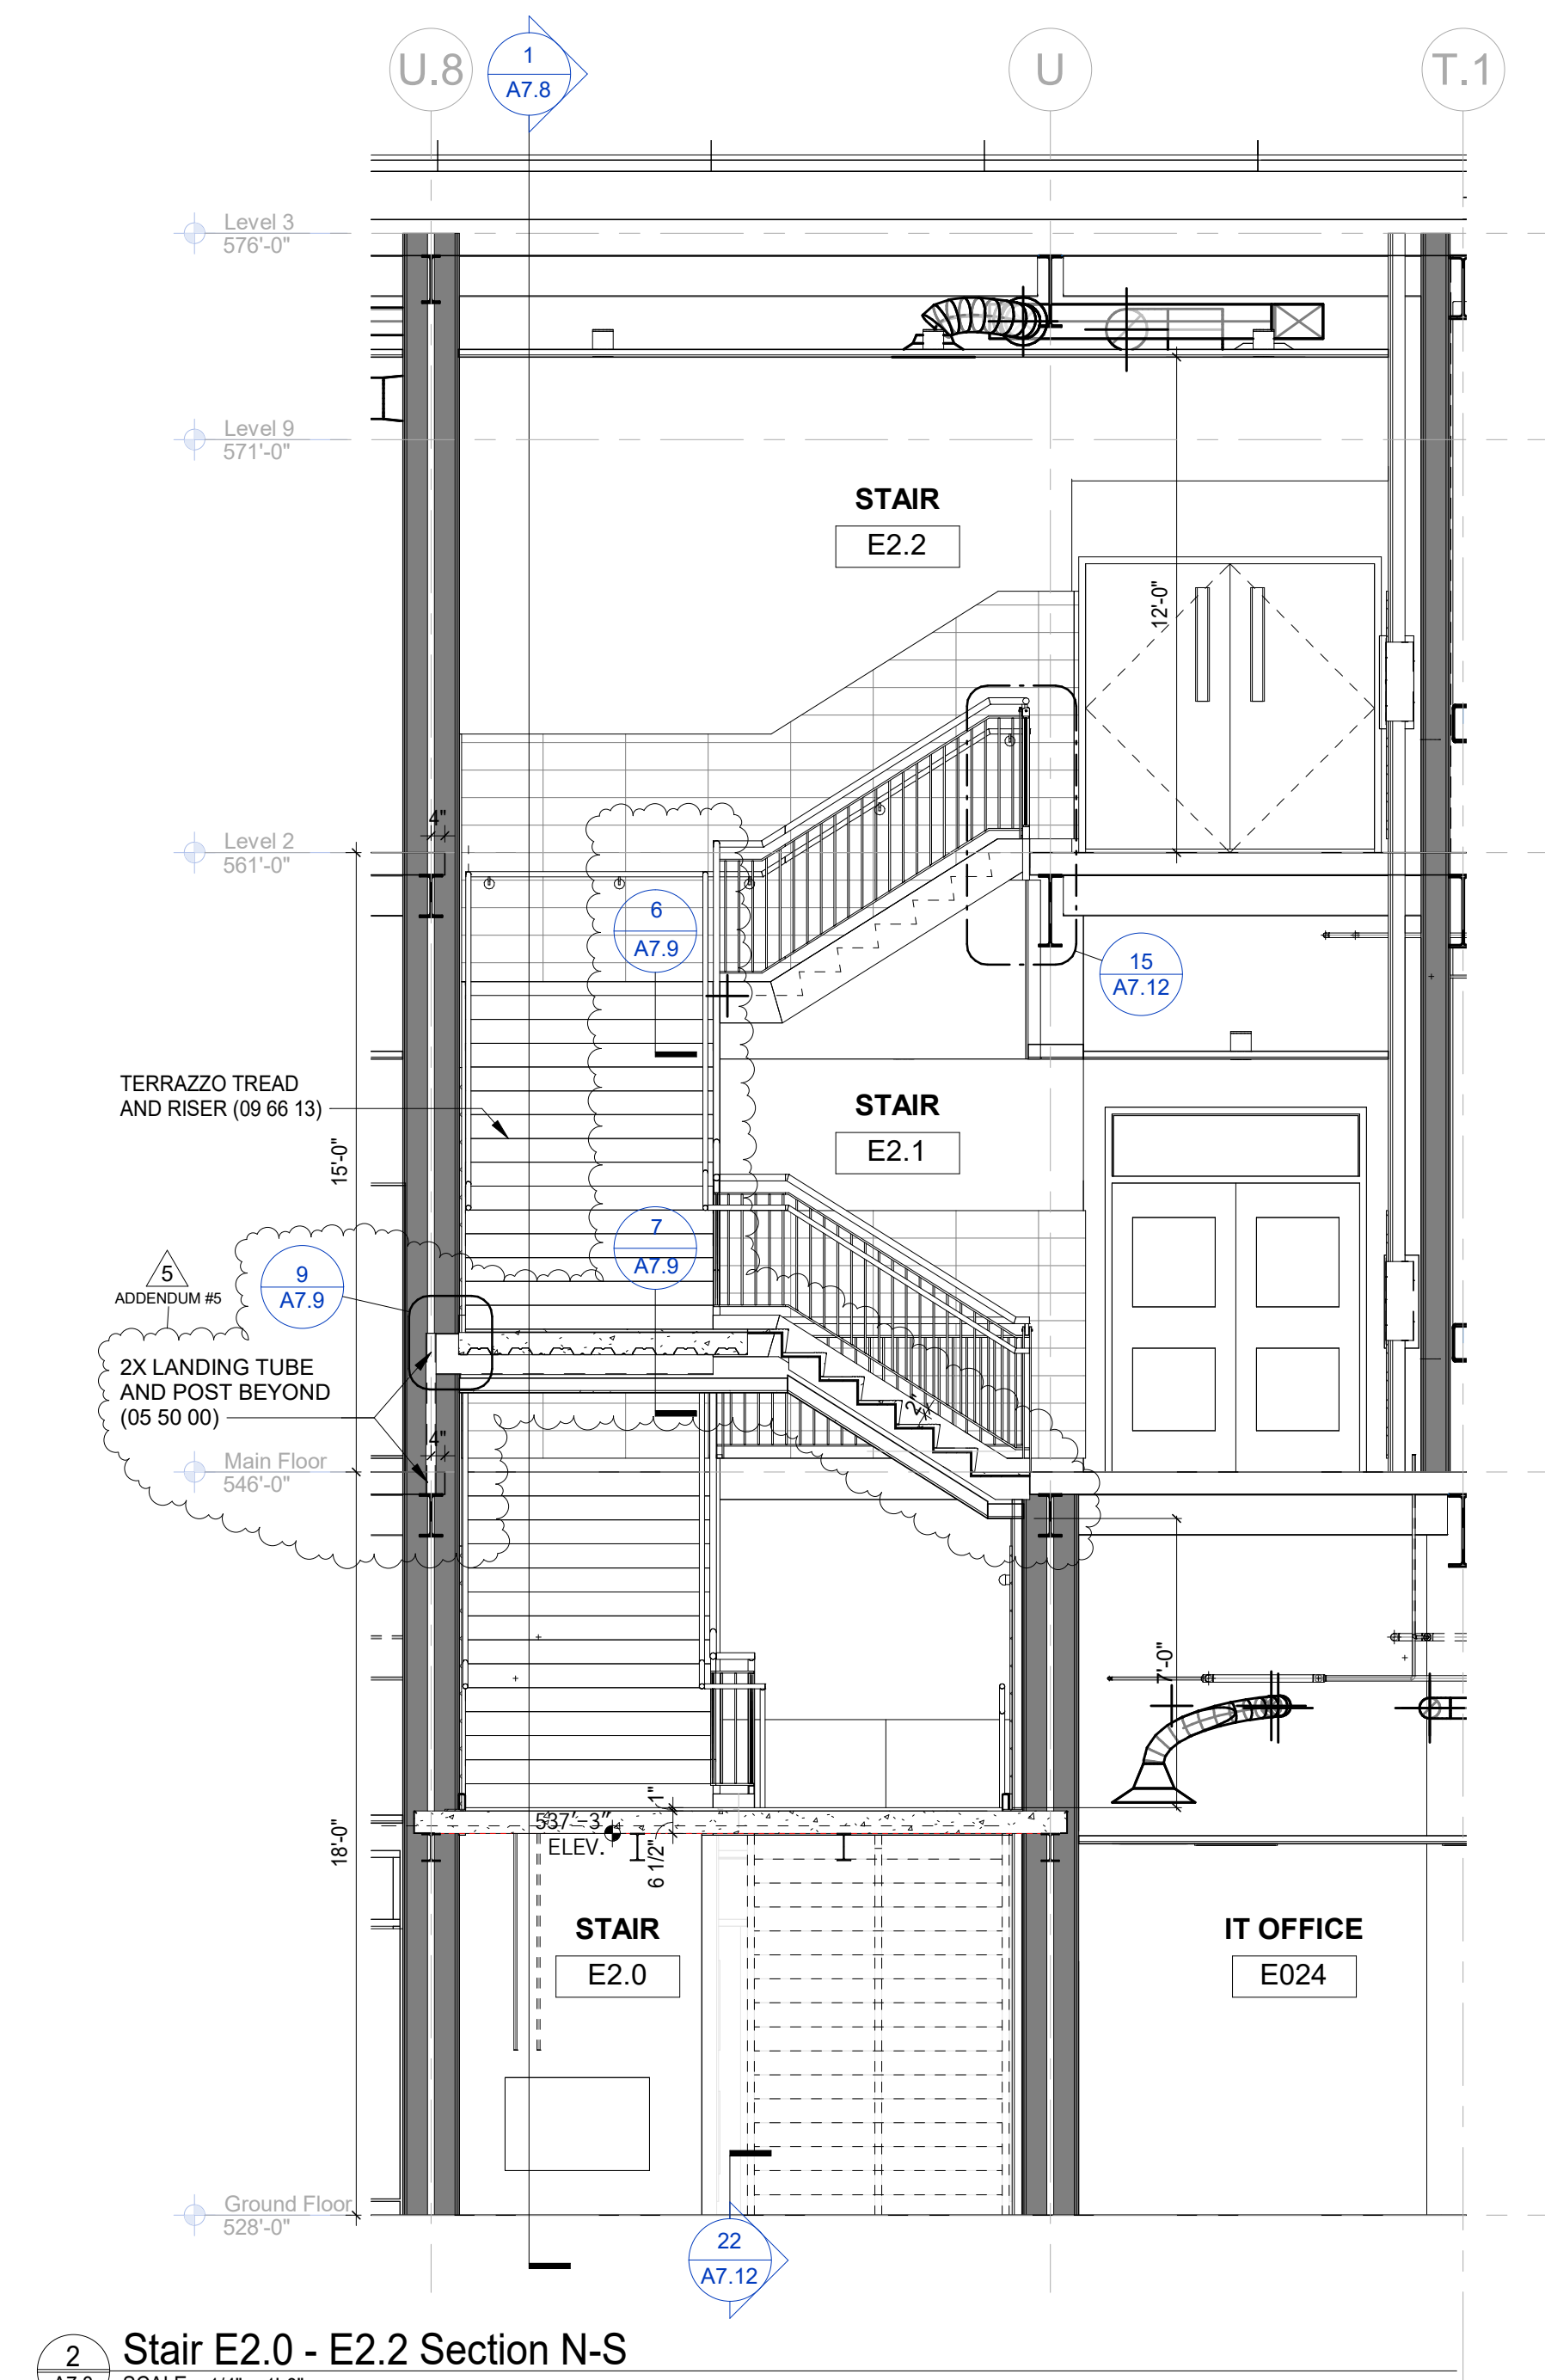 U.8
1
A7.8
U
T.1
Level 3
576'-0"
Level 9
571'-0"
STAIR
E2.2
12'-0"
4"
Level 2
561'-0"
6
A7.9
15
A7.12
TERRAZZO TREAD
AND RISER (09 66 13)
STAIR
E2.1
15'-0"
7
A7.9
5
ADDENDUM #5
9
A7.9
2X LANDING TUBE
AND POST BEYOND
(05 50 00)
2"
4"
Main Floor
546'-0"
7'-0"
1"
537'-3"
ELEV.
6 1/2"
18'-0"
STAIR
E2.0
IT OFFICE
E024
Ground Floor
528'-0"
22
A7.12
2
Stair E2.0 - E2.2 Section N-S